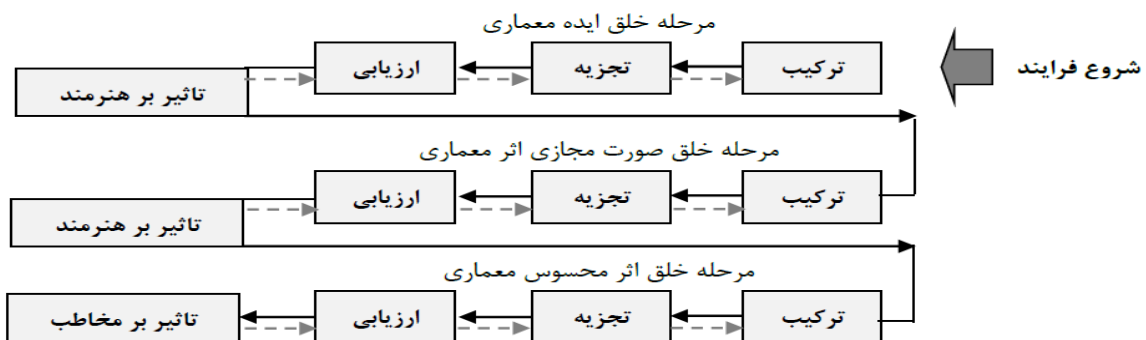 مرحله خلق ایده معماری
شروع فرایند
ترکیب
تجزیه
ارزیابی
تاثیر بر هنرمند
مرحله خلق صورت مجازی اثر معماری
ترکیب
تجزیه
ارزیابی
تاثیر بر هنرمند
مرحله خلق اثر محسوس معماری
ترکیب
تجزیه
ارزیابی
تاثیر بر مخاطب